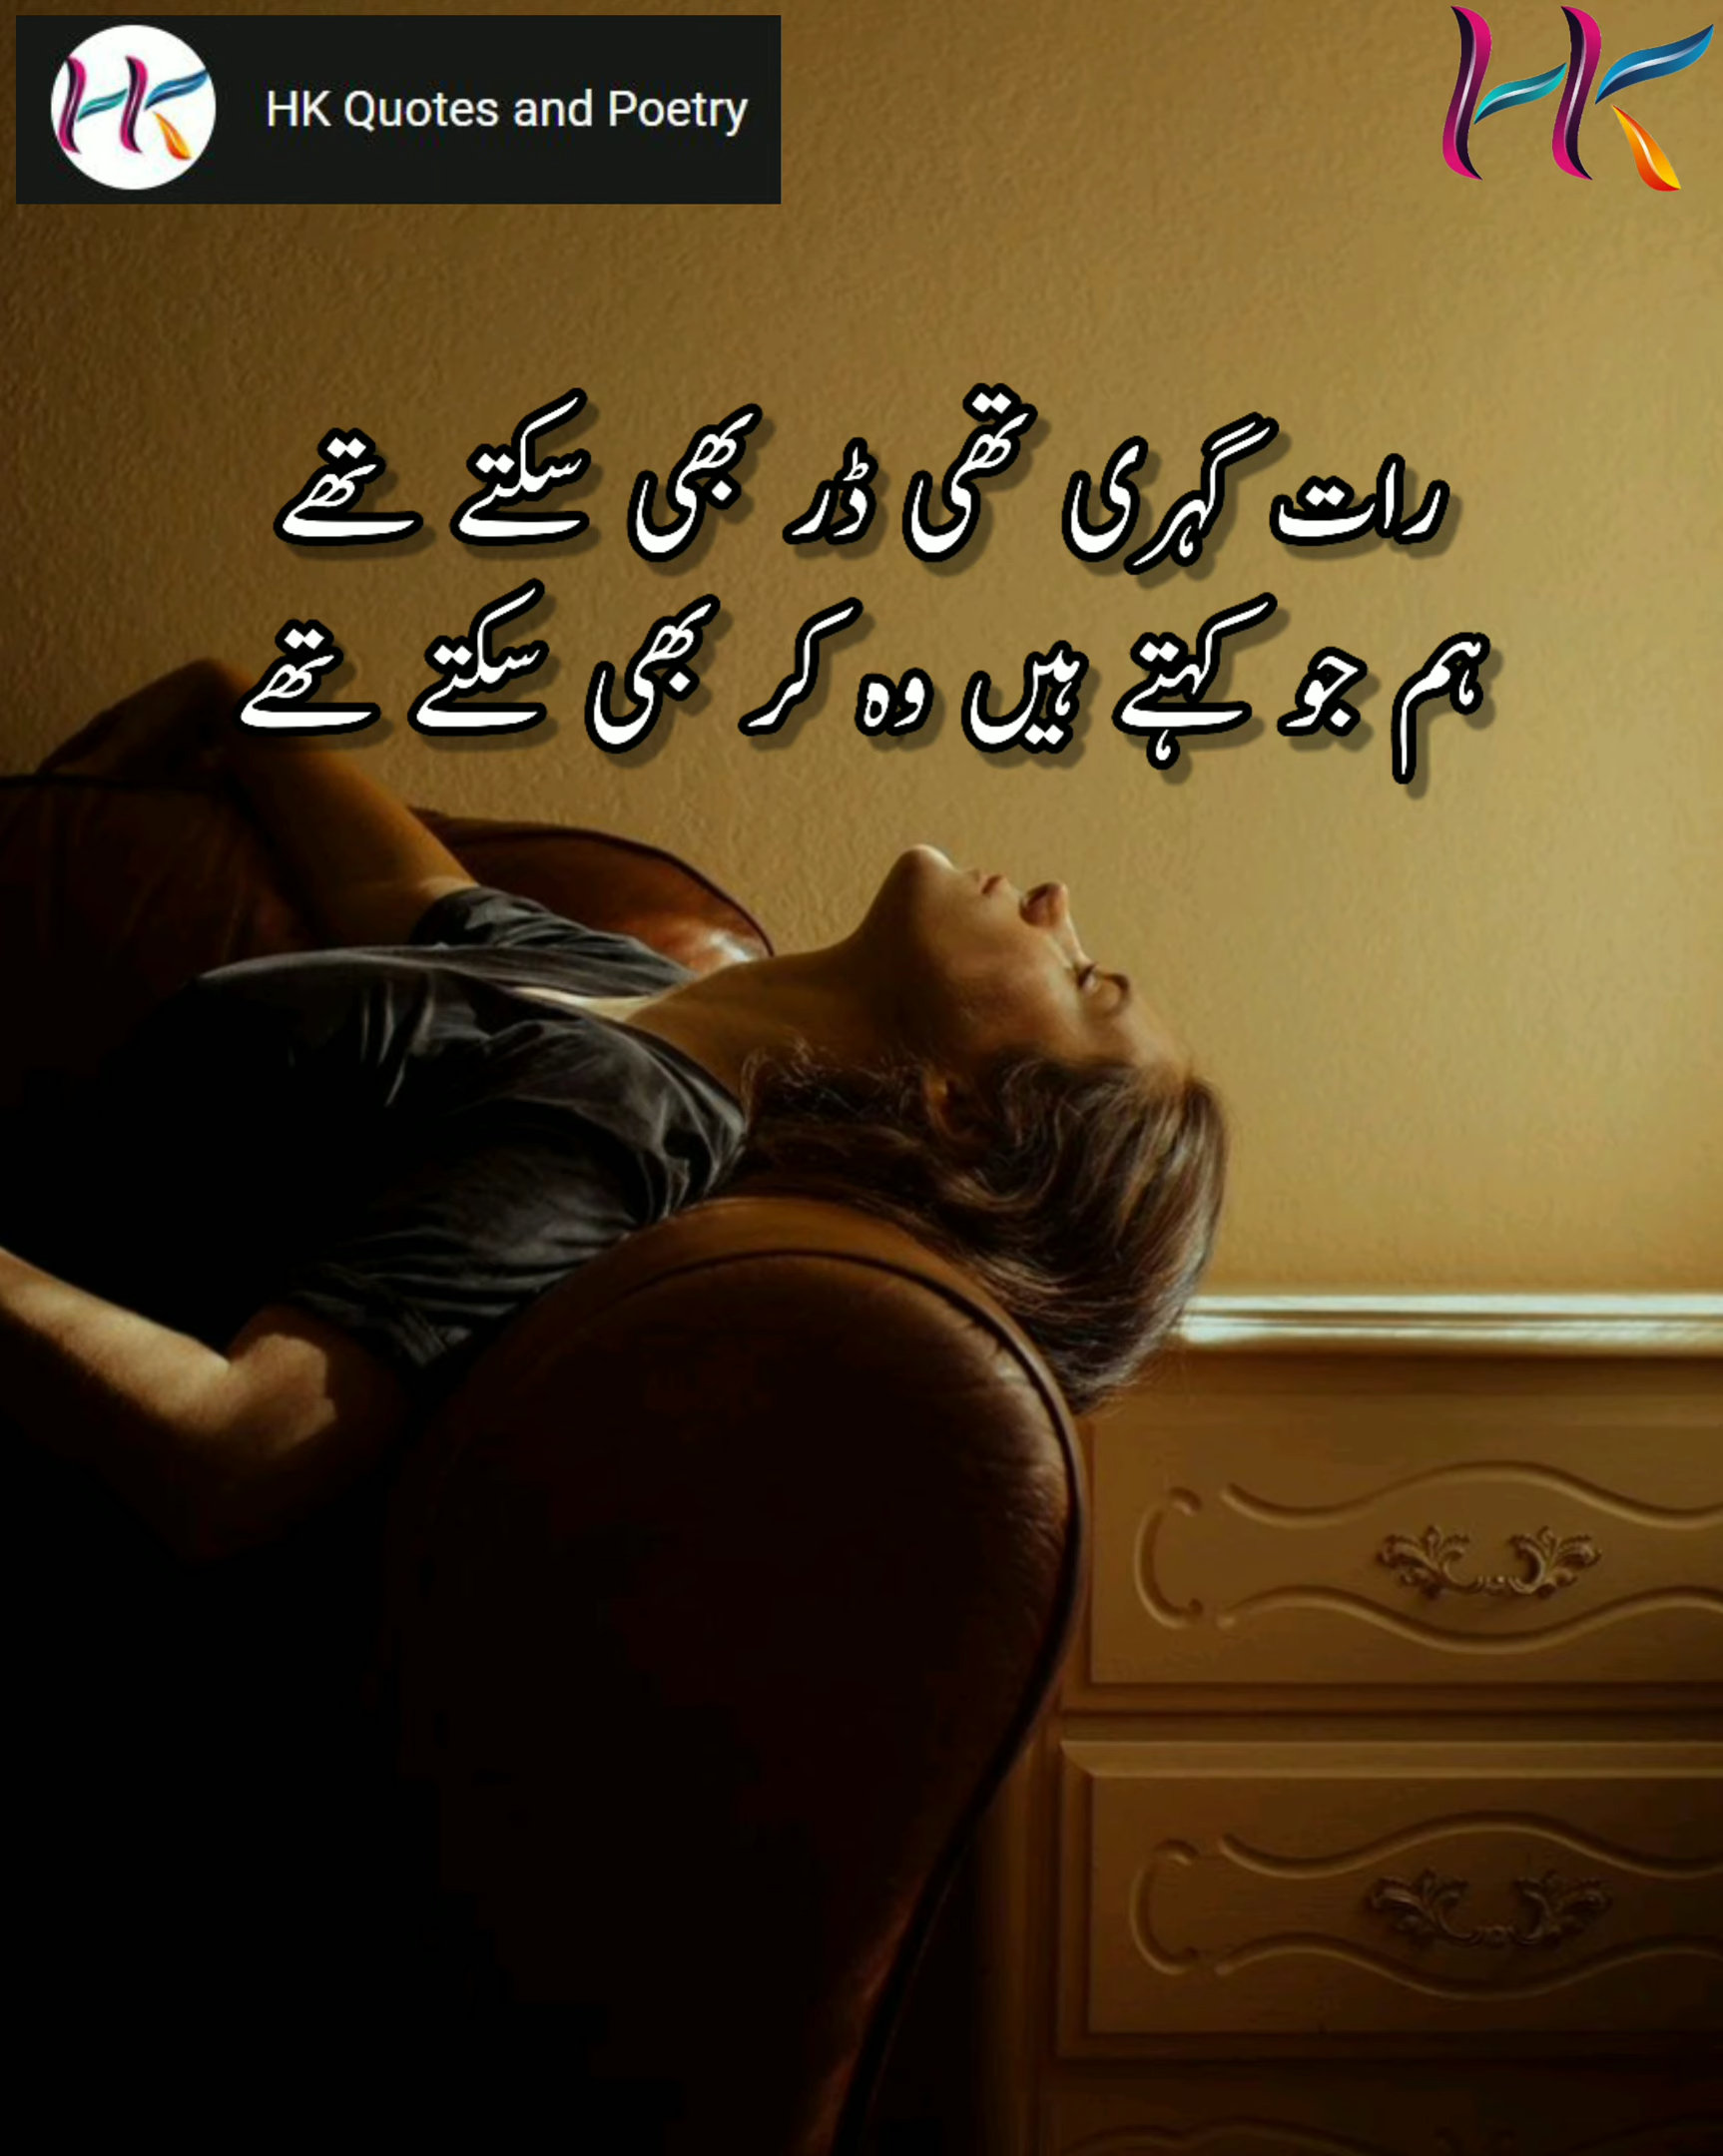 HK Quotes and Poetry
HK
رات گہری تھی ڈر بھی سکتے تھے
ہم جو کہتے ہیں وہ کر بھی سکتے تھے